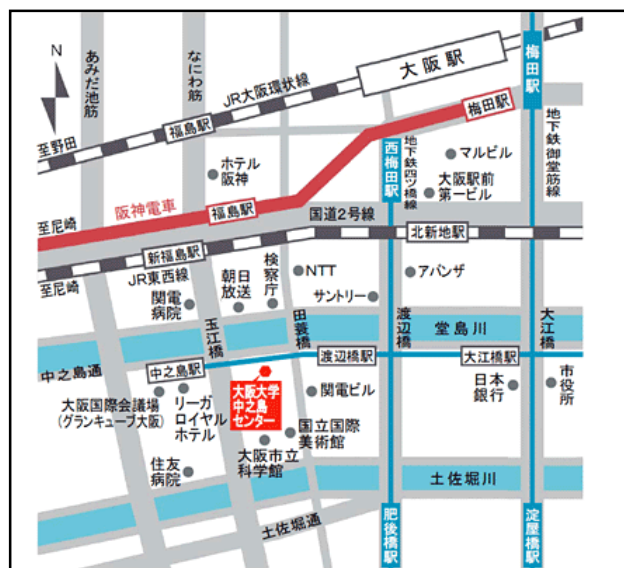 N
あみだ池筋
なにわ筋
大阪駅
梅田駅
JR大阪環状線
福島駅
梅田駅
至野田
地下鉄御堂筋線
地下鉄四ツ橋線
西梅田駅
マルビル
ホテル
阪神
大阪駅前
第一ビル
阪神電車
福島駅
至尼崎
国道2号線
北新地駅
新福島駅
JR東西線
至尼崎
関電
病院
朝日
放送
検察庁
NTT
サントリー
アバンザ
玉江橋
田蓑橋
渡辺橋
大江橋
堂島川
中之島通
中之島駅
渡辺橋駅
大江橋駅
大阪大学
中之島
センター
関電ビル
日本
銀行
市役所
大阪国際会議場
(グランキューブ大阪)
リーガ
ロイヤル
ホテル
国立国際
美術館
大阪市立
科学館
住友
病院
土佐堀川
土佐堀通
肥後橋駅
淀屋橋駅